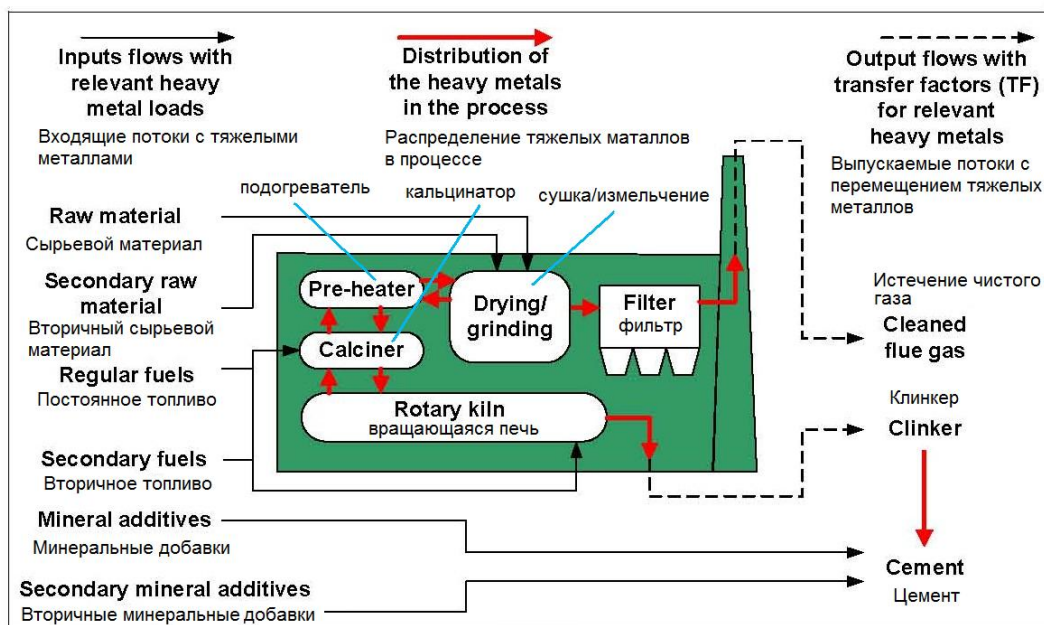 Inputs flows with
relevant heavy
metal loads
Входящие потоки с тяжелыми
металлами
Distribution of
the heavy metals
in the process
Распределение тяжелых маталлов
в процессе
Output flows with
transfer factors (TF)
for relevant
heavy metals
Выпускаемые потоки с
перемещением тяжелых
металлов
подогреватель
кальцинатор
сушка/измельчение
Raw material
Сырьевой материал
Secondary raw
material
Вторичный сырьевой
материал
Regular fuels
Постоянное топливо
Secondary fuels
Вторичное топливо
Mineral additives
Минеральные добавки
Secondary mineral additives
Вторичные минеральные добавки
Pre-heater
Calciner
Drying/
grinding
Filter
фильтр
Rotary kiln
вращающаяся печь
Истечение чистого
газа
Cleaned
flue gas
Клинкер
Clinker
Cement
Цемент